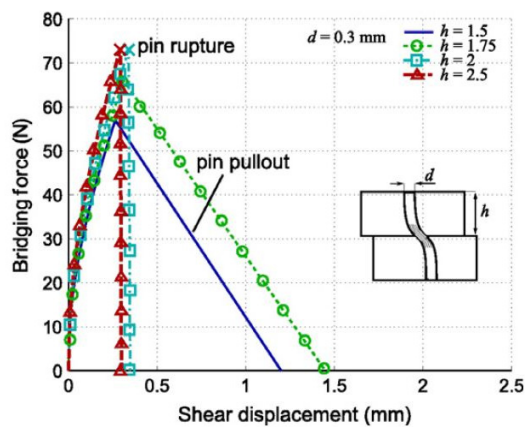 80
70
60
50
40
30
20
10
0
Bridging force (N)
pin rupture
d = 0.3 mm
h = 1.5
h = 1.75
h = 2
h = 2.5
pin pullout
d
h
0 0.5 1 1.5 2 2.5
Shear displacement (mm)